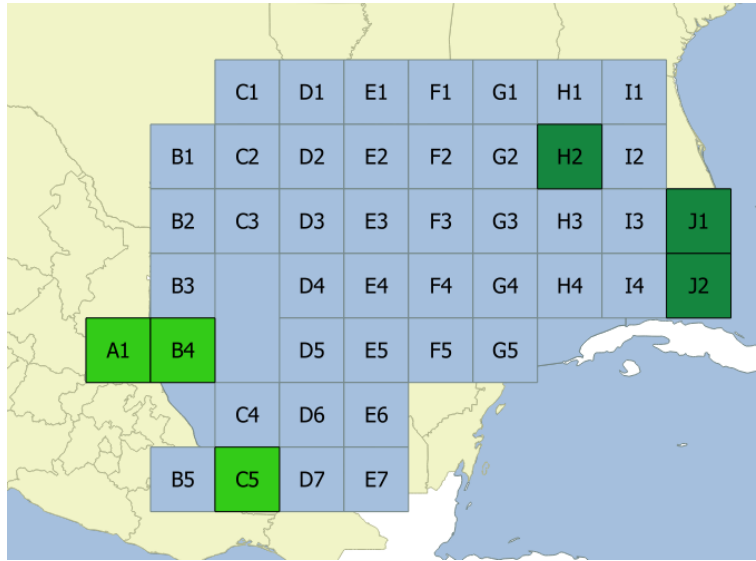 C1 D1 E1 F1 G1 H1 I1
B1 C2 D2 E2 F2 G2 H2 I2
B2 C3 D3 E3 F3 G3 H3 I3 J1
B3 D4 E4 F4 G4 H4 I4 J2
A1 B4 D5 E5 F5 G5
C4 D6 E6
B5 C5 D7 E7